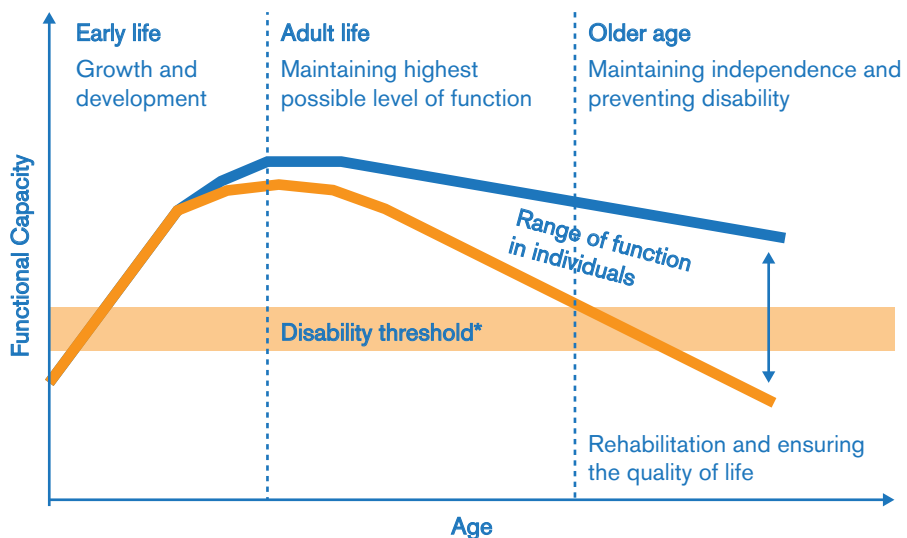 Early life
Growth and
development
Adult life
Maintaining highest
possible level of function
Older age
Maintaining independence and
preventing disability
Functional Capacity
Range of function
in individuals
Disability threshold*
Rehabilitation and ensuring
the quality of life
Age